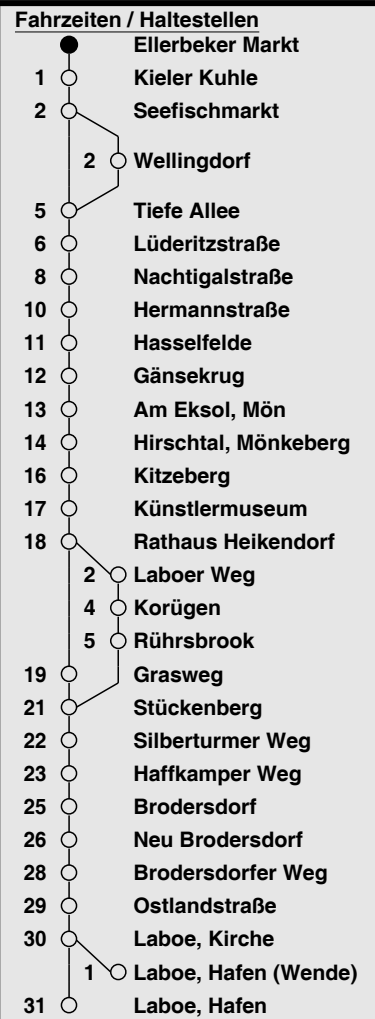 Fahrzeiten / Haltestellen
Ellerbeker Markt
1 Kieler Kuhle
2 Seefischmarkt
2 Wellingdorf
5 Tiefe Allee
6 Lüderitzstraße
8 Nachtigalstraße
10 Hermannstraße
11 Hasselfelde
12 Gänsekrug
13 Am Eksol, Mön
14 Hirschtal, Mönkeberg
16 Kitzeberg
17 Künstlermuseum
18 Rathaus Heikendorf
2 Laboer Weg
4 Korügen
5 Rührsbrook
19 Grasweg
21 Stückenberg
22 Silberturmer Weg
23 Haffkamper Weg
25 Brodersdorf
26 Neu Brodersdorf
28 Brodersdorfer Weg
29 Ostlandstraße
30 Laboe, Kirche
1 Laboe, Hafen (Wende)
31 Laboe, Hafen